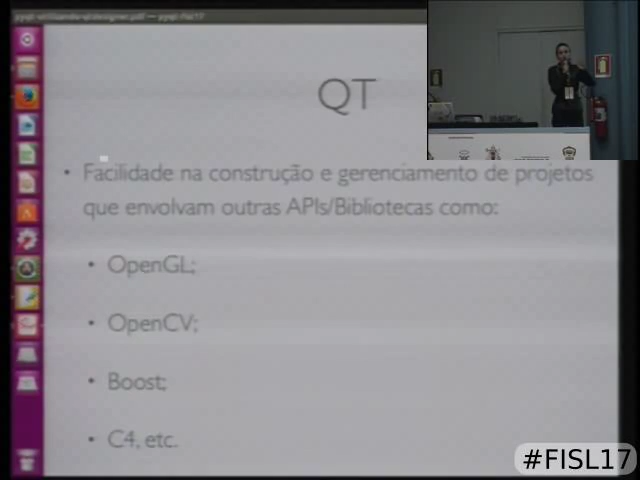 QT
• Facilidade na construção e gerenciamento de projetos
que envolvam outras APIs/Bibliotecas como:
• OpenGL;
• OpenCV;
• Boost;
• C4, etc.
#FISL17